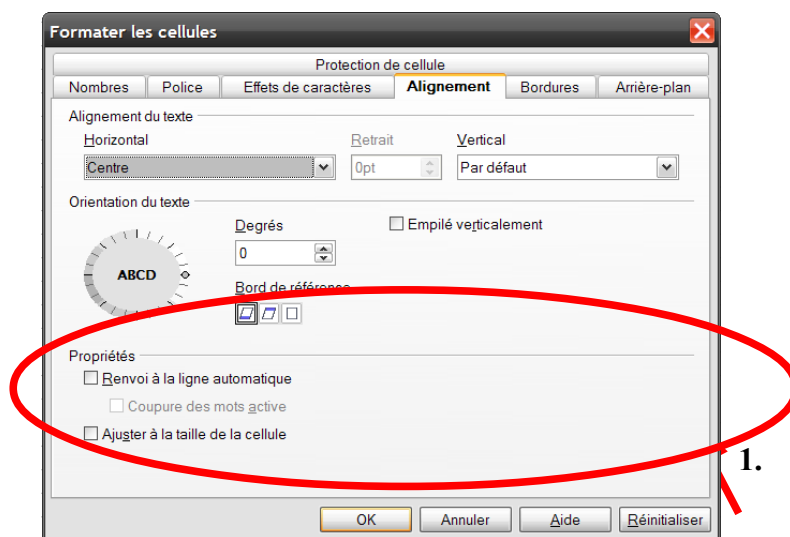 Formater les cellules
Protection de cellule
Nombres Police Effets de caractères Alignement Bordures Arrière-plan
Alignement du texte
Horizontal Retrait Vertical
Centre 0pt Par défaut
Orientation du texte
Degrés Empilé verticalement
0
ABCD
Bord de référence
Propriétés
Renvoi à la ligne automatique
Coupure des mots active
Ajuster à la taille de la cellule
1.
OK Annuler Aide Réinitialiser